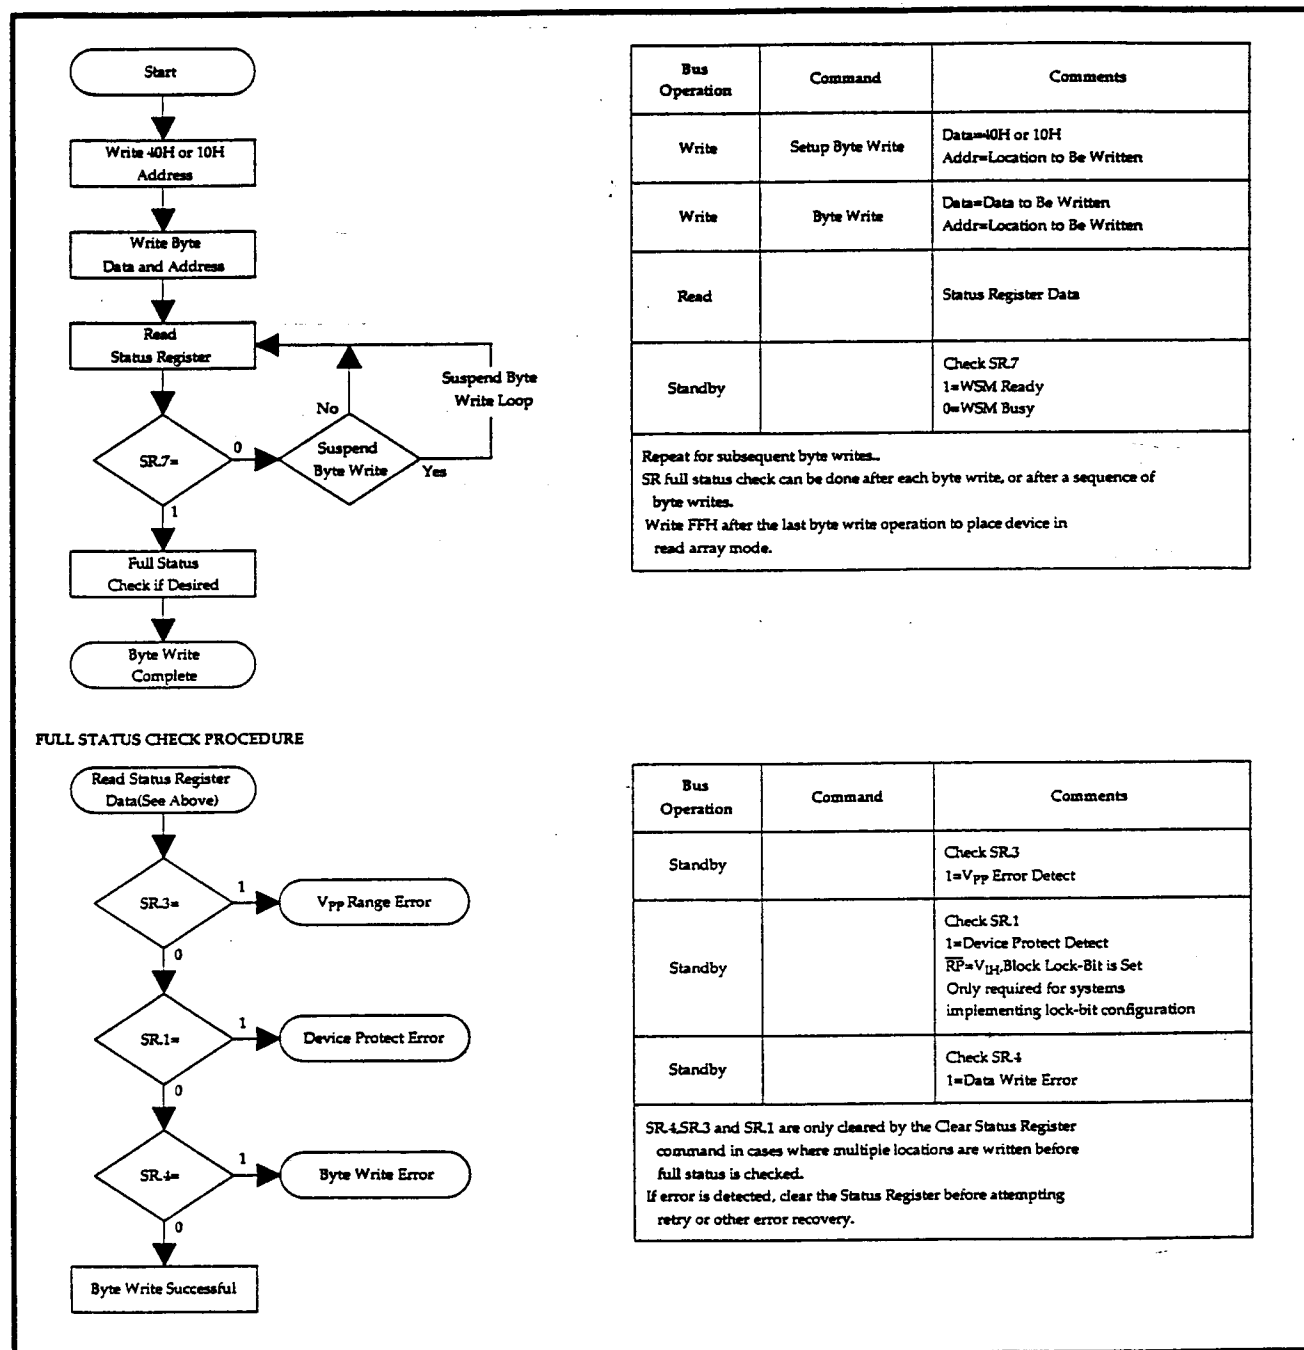 Start
Write 40H or 10H
Address
Write Byte
Data and Address
Read
Status Register
Suspend Byte
Write Loop
No
SR.7=
0
Suspend
Byte Write
Yes
1
Full Status
Check if Desired
Byte Write
Complete
Bus
Operation
Command
Comments
Write
Setup Byte Write
Data=40H or 10H
Addr=Location to Be Written
Write
Byte Write
Data=Data to Be Written
Addr=Location to Be Written
Read
Status Register Data
Standby
Check SR.7
1=WSM Ready
0=WSM Busy
Repeat for subsequent byte writes.
SR full status check can be done after each byte write, or after a sequence of
byte writes.
Write FFH after the last byte write operation to place device in
read array mode.
FULL STATUS CHECK PROCEDURE
Read Status Register
Data(See Above)
SR.3=
1
VPP Range Error
0
SR.1=
1
Device Protect Error
0
SR.4=
1
Byte Write Error
0
Byte Write Successful
Bus
Operation
Command
Comments
Standby
Check SR.3
1=VPP Error Detect
Standby
Check SR.1
1=Device Protect Detect
R̅P̅=VIH,Block Lock-Bit is Set
Only required for systems
implementing lock-bit configuration
Standby
Check SR.4
1=Data Write Error
SR.4,SR.3 and SR.1 are only cleared by the Clear Status Register
command in cases where multiple locations are written before
full status is checked.
If error is detected, clear the Status Register before attempting
retry or other error recovery.